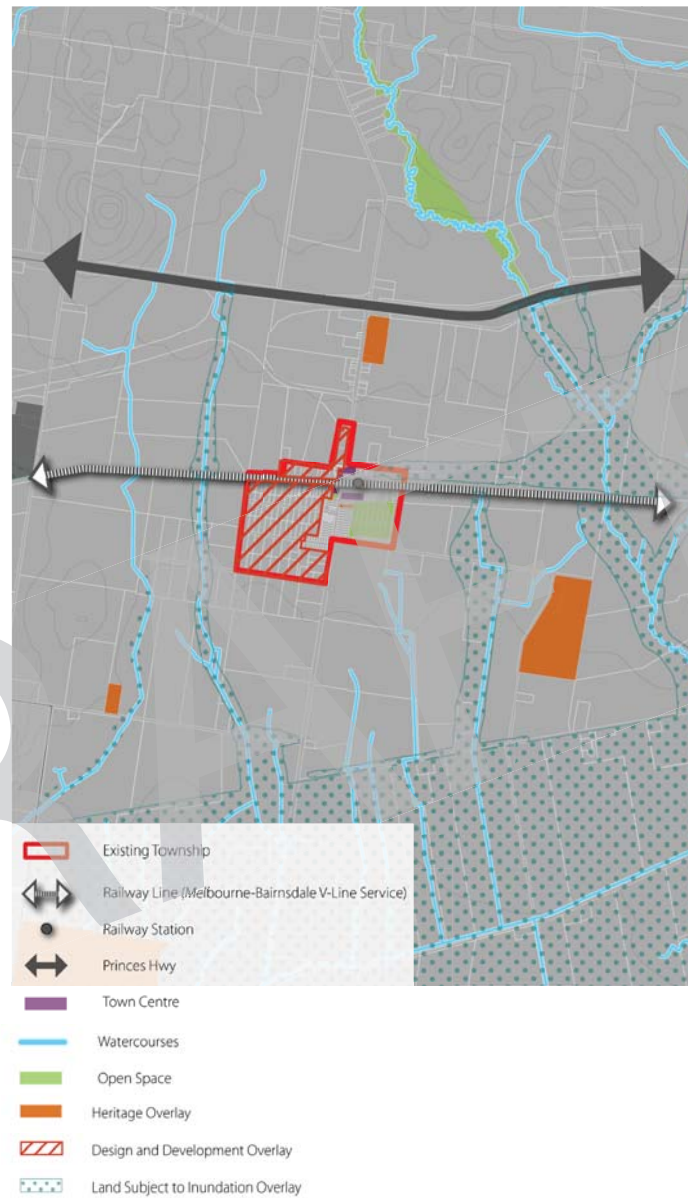 Existing Township
Railway Line (Melbourne-Bairnsdale V-Line Service)
Railway Station
Princes Hwy
Town Centre
Watercourses
Open Space
Heritage Overlay
Design and Development Overlay
Land Subject to Inundation Overlay